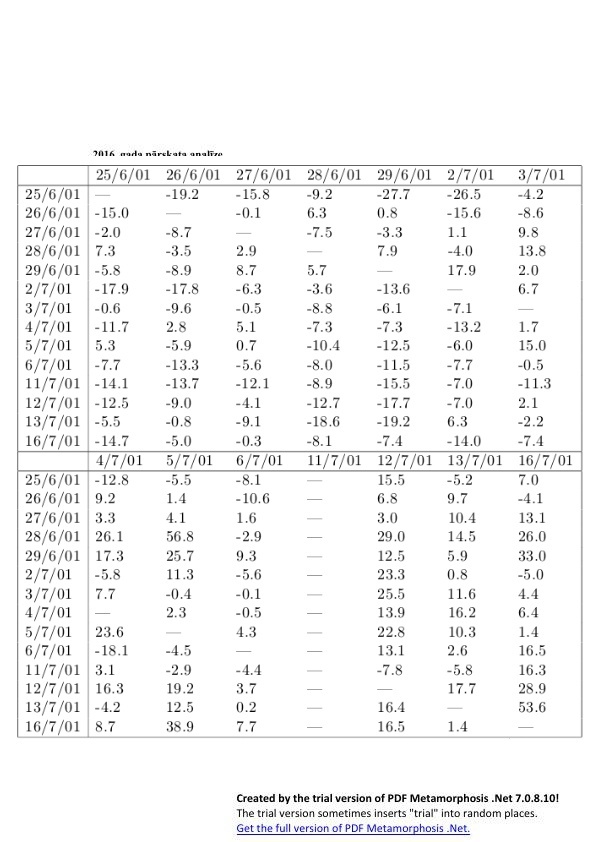 2016. gada pārskata analīze
25/6/01 26/6/01 27/6/01 28/6/01 29/6/01 2/7/01 3/7/01
25/6/01 — -19.2 -15.8 -9.2 -27.7 -26.5 -4.2
26/6/01 -15.0 — -0.1 6.3 0.8 -15.6 -8.6
27/6/01 -2.0 -8.7 — -7.5 -3.3 1.1 9.8
28/6/01 7.3 -3.5 2.9 — 7.9 -4.0 13.8
29/6/01 -5.8 -8.9 8.7 5.7 — 17.9 2.0
2/7/01 -17.9 -17.8 -6.3 -3.6 -13.6 — 6.7
3/7/01 -0.6 -9.6 -0.5 -8.8 -6.1 -7.1 —
4/7/01 -11.7 2.8 5.1 -7.3 -7.3 -13.2 1.7
5/7/01 5.3 -5.9 0.7 -10.4 -12.5 -6.0 15.0
6/7/01 -7.7 -13.3 -5.6 -8.0 -11.5 -7.7 -0.5
11/7/01 -14.1 -13.7 -12.1 -8.9 -15.5 -7.0 -11.3
12/7/01 -12.5 -9.0 -4.1 -12.7 -17.7 -7.0 2.1
13/7/01 -5.5 -0.8 -9.1 -18.6 -19.2 6.3 -2.2
16/7/01 -14.7 -5.0 -0.3 -8.1 -7.4 -14.0 -7.4
4/7/01 5/7/01 6/7/01 11/7/01 12/7/01 13/7/01 16/7/01
25/6/01 -12.8 -5.5 -8.1 — 15.5 -5.2 7.0
26/6/01 9.2 1.4 -10.6 — 6.8 9.7 -4.1
27/6/01 3.3 4.1 1.6 — 3.0 10.4 13.1
28/6/01 26.1 56.8 -2.9 — 29.0 14.5 26.0
29/6/01 17.3 25.7 9.3 — 12.5 5.9 33.0
2/7/01 -5.8 11.3 -5.6 — 23.3 0.8 -5.0
3/7/01 7.7 -0.4 -0.1 — 25.5 11.6 4.4
4/7/01 — 2.3 -0.5 — 13.9 16.2 6.4
5/7/01 23.6 — 4.3 — 22.8 10.3 1.4
6/7/01 -18.1 -4.5 — — 13.1 2.6 16.5
11/7/01 3.1 -2.9 -4.4 — -7.8 -5.8 16.3
12/7/01 16.3 19.2 3.7 — — 17.7 28.9
13/7/01 -4.2 12.5 0.2 — 16.4 — 53.6
16/7/01 8.7 38.9 7.7 — 16.5 1.4 —
Created by the trial version of PDF Metamorphosis .Net 7.0.8.10!
The trial version sometimes inserts "trial" into random places.
Get the full version of PDF Metamorphosis .Net.